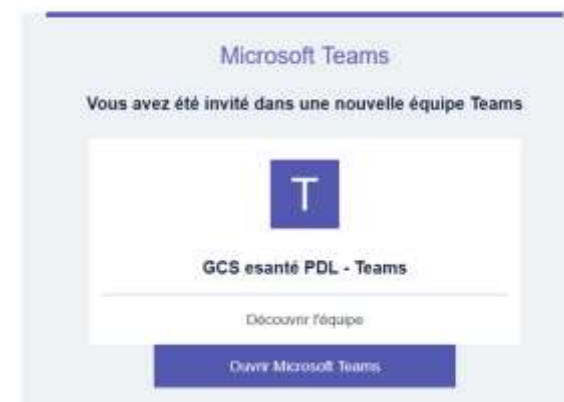 Microsoft Teams
Vous avez été invité dans une nouvelle équipe Teams
T
GCS esanté PDL - Teams
Découvrir l'équipe
Ouvrir Microsoft Teams